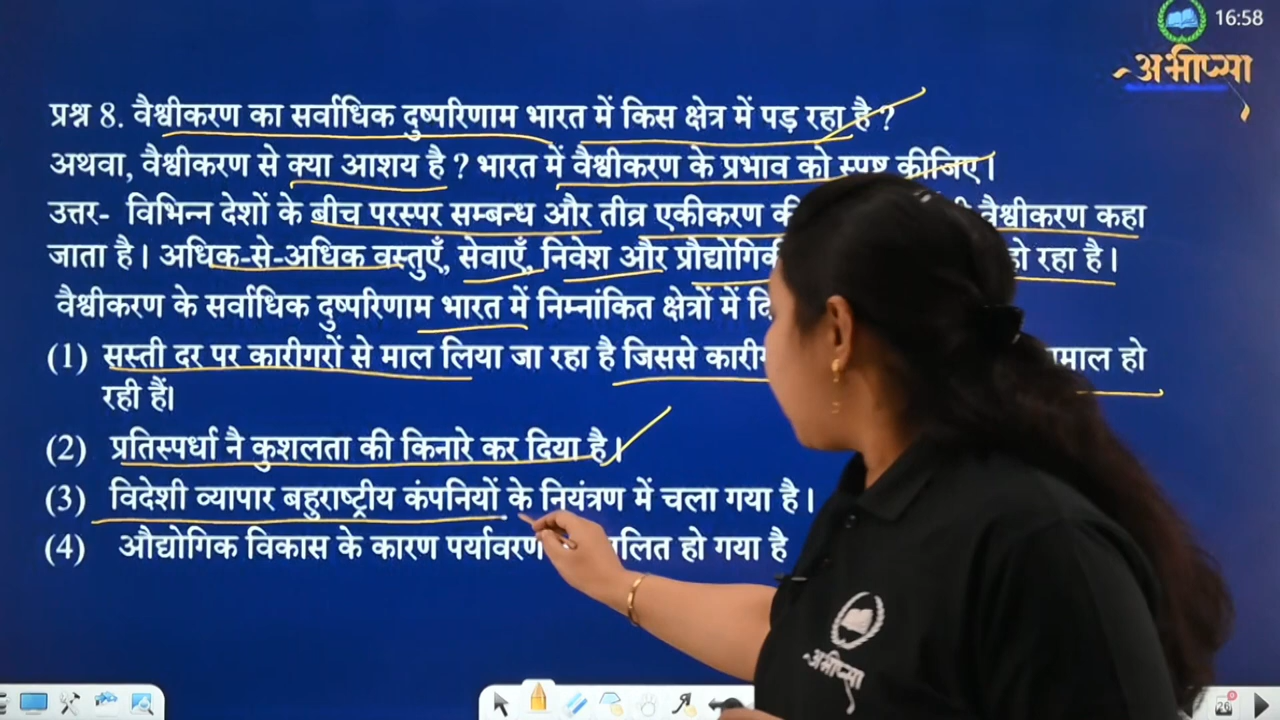 16:58
अभीप्सा
प्रश्न 8. वैश्वीकरण का सर्वाधिक दुष्परिणाम भारत में किस क्षेत्र में पड़ रहा है ?
अथवा, वैश्वीकरण से क्या आशय है ? भारत में वैश्वीकरण के प्रभाव को स्पष्ट कीजिए।
उत्तर- विभिन्न देशों के बीच परस्पर सम्बन्ध और तीव्र एकीकरण वैश्वीकरण कहा
जाता है। अधिक-से-अधिक वस्तुएँ, सेवाएँ, निवेश और हो रहा है।
वैश्वीकरण के सर्वाधिक दुष्परिणाम भारत में निम्नांकित क्षेत्रों में
(1) सस्ती दर पर कारीगरों से माल लिया जा रहा है जिससे हो
रही हैं।
(2) प्रतिस्पर्धा नै कुशलता की किनारे कर दिया है।
(3) विदेशी व्यापार बहुराष्ट्रीय कंपनियों के नियंत्रण में चला गया है।
(4) औद्योगिक विकास के कारण पर्यावरण हो गया है
अभीप्सा
26